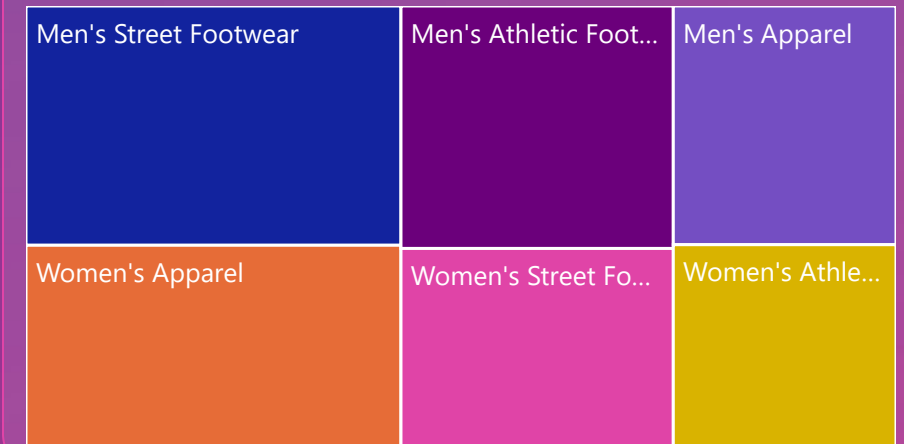 Men's Street Footwear
Men's Athletic Foot...
Men's Apparel
Women's Apparel
Women's Street Fo...
Women's Athle...